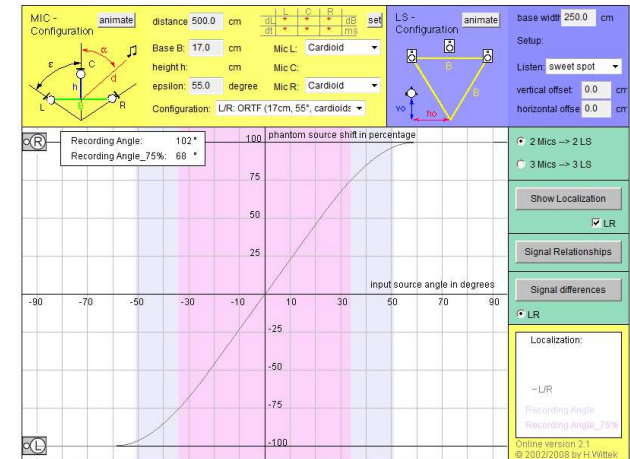 MIC -
Configuration
animate
distance 500.0 cm
L C R
dL * * * dB
dt * * * ms
set
LS -
Configuration
animate
base width 250.0 cm
Base B: 17.0 cm
Mic L: Cardioid
Setup:
height h: cm
Mic C:
Listen: sweet spot
epsilon: 55.0 degree
Mic R: Cardioid
vertical offset: 0.0 cm
Configuration: L/R: ORTF (17cm, 55°, cardioids
horizontal offse 0.0 cm
ε α C d h L B R
B B vo ho
R
Recording Angle: 102 °
Recording Angle_75%: 68 °
100 phantom source shift in percentage
75
50
25
input source angle in degrees
-90 -70 -50 -30 -10 10 30 50 70 90
-25
-50
-75
-100
L
2 Mics --> 2 LS
3 Mics --> 3 LS
Show Localization
LR
Signal Relationships
Signal differences
LR
Localization:
– L/R
Recording Angle
Recording Angle_75%
Online version 2.1
© 2002/2008 by H.Wittek